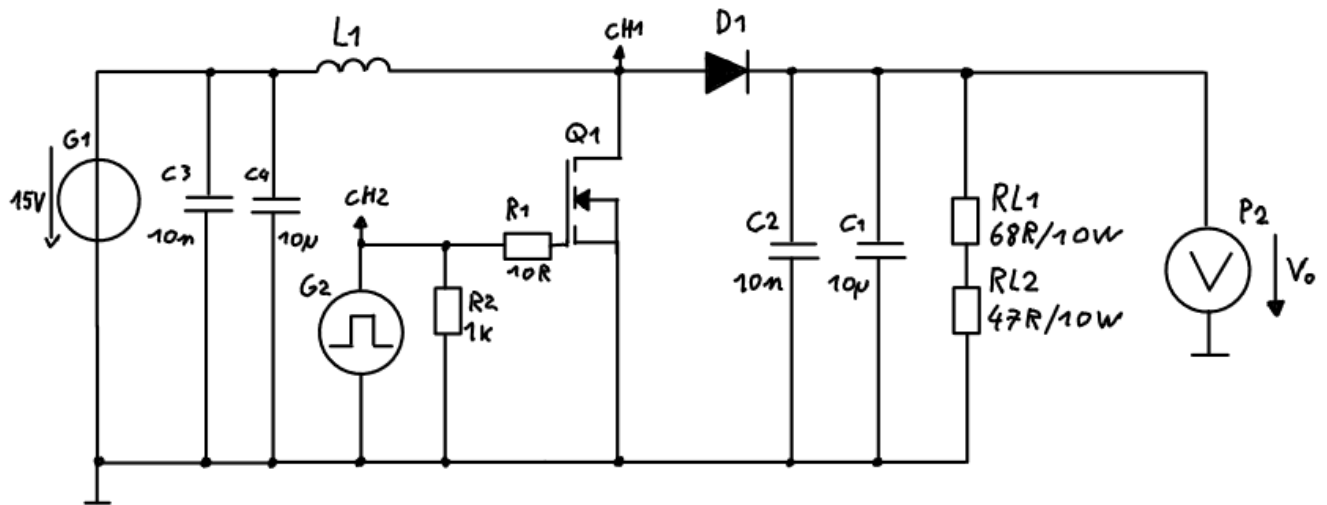 L1
CH1
D1
G1
15V
C3
10n
C4
10µ
CH2
G2
R1
10R
R2
1K
Q1
C2
10n
C1
10µ
RL1
68R/10W
RL2
47R/10W
P2
V
V₀